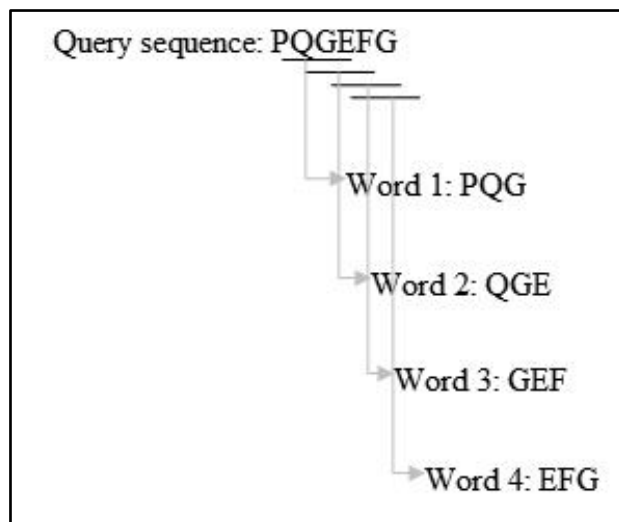 Query sequence: PQGEFG
Word 1: PQG
Word 2: QGE
Word 3: GEF
Word 4: EFG